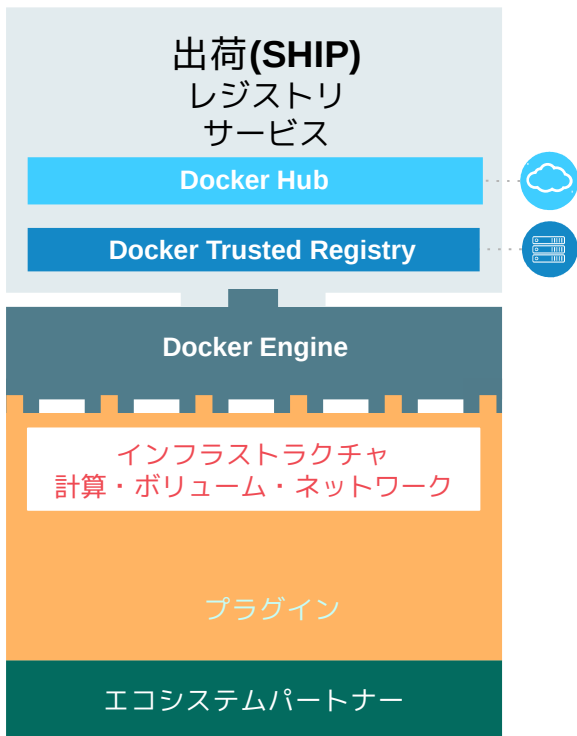 出荷(SHIP)
レジストリ
サービス
Docker Hub
Docker Trusted Registry
Docker Engine
インフラストラクチャ
計算・ボリューム・ネットワーク
プラグイン
エコシステムパートナー